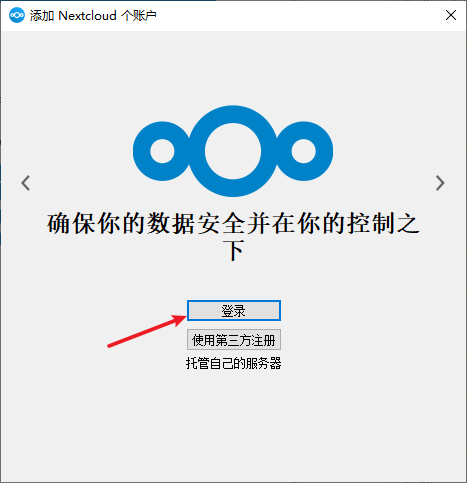 添加 Nextcloud 个账户
确保你的数据安全并在你的控制之
下
登录
使用第三方注册
托管自己的服务器